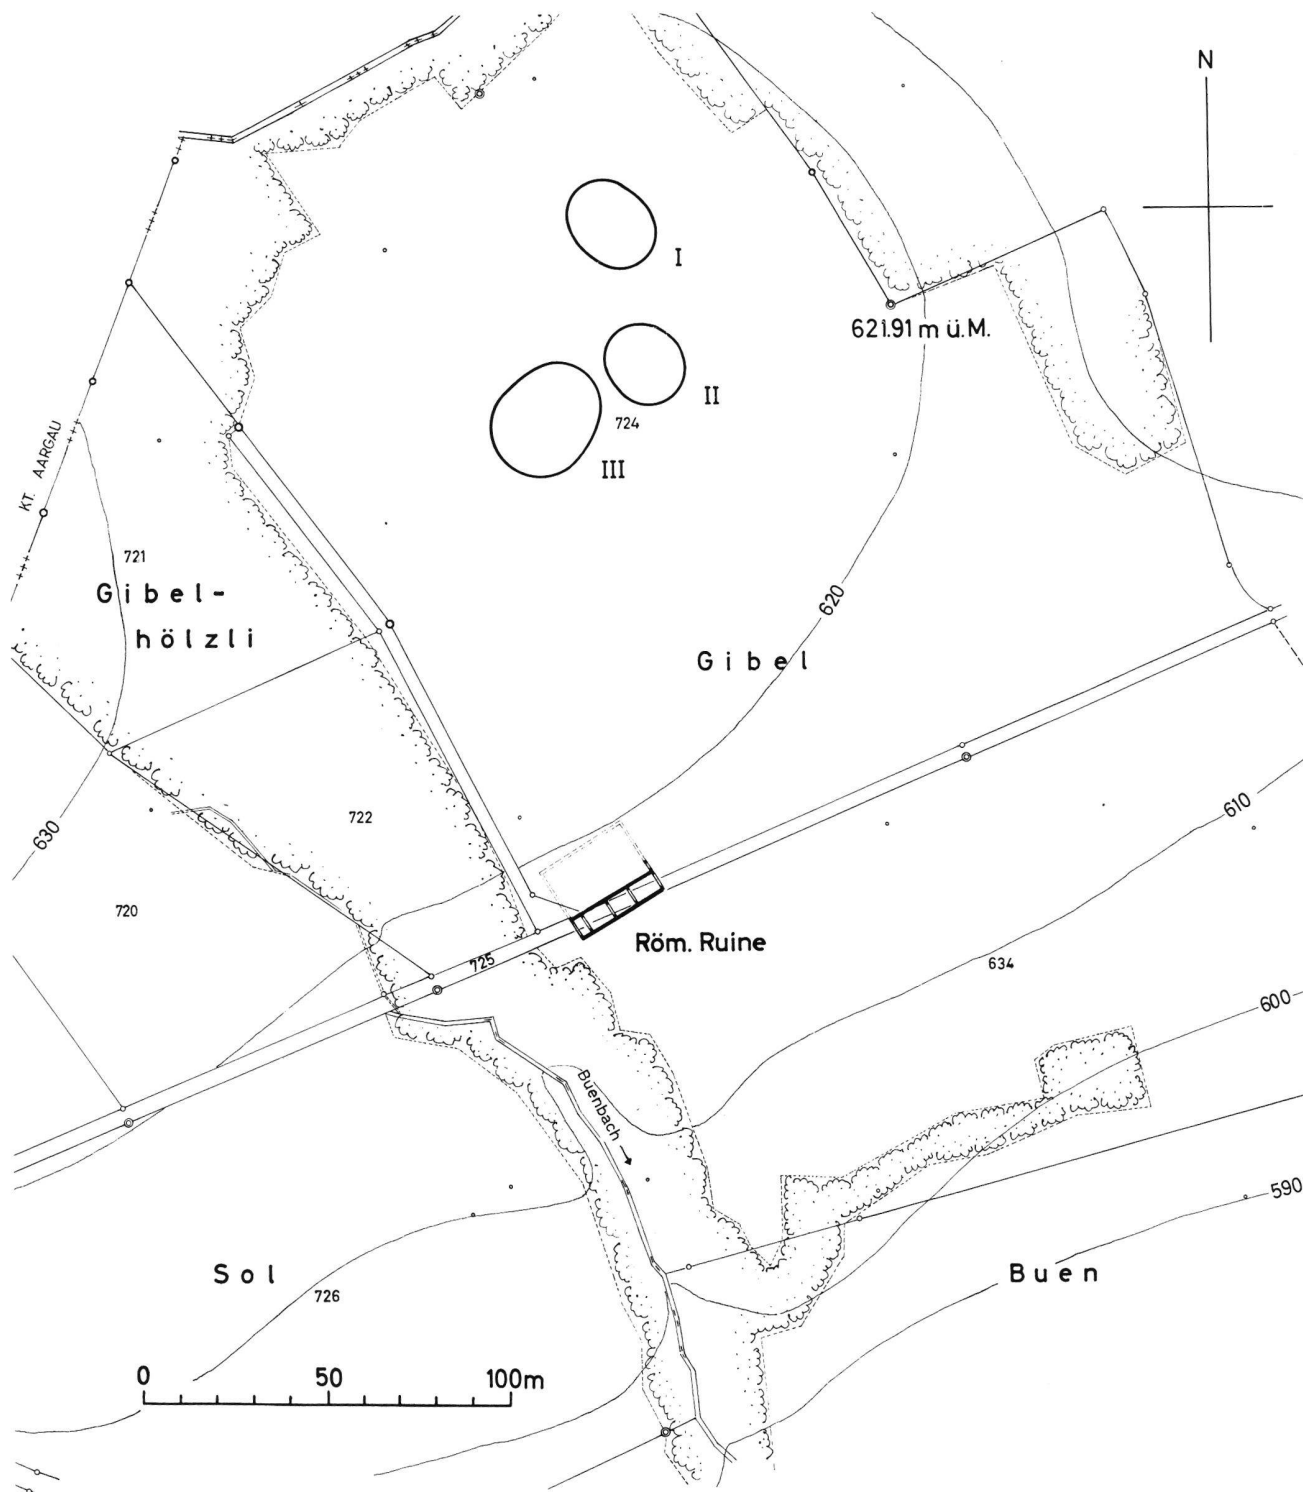 N
I
621.91 m ü.M.
II
724
III
KT. AARGAU
721
Gibel-
hölzli
620
Gibel
630
722
610
720
725
Röm. Ruine
634
600
Buenbach
590
Sol
Buen
726
0 50 100m